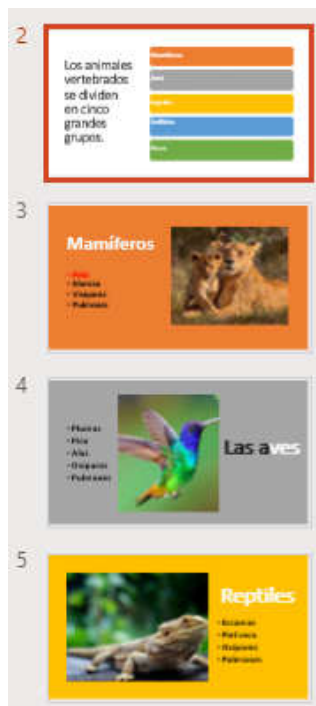 2
Los animales
vertebrados
se dividen
en cinco
grandes
grupos.
Mamíferos
Aves
Reptiles
Anfibios
Peces
3
Mamíferos
• Pelo
• Mamas
• Vivíparos
• Pulmones
4
• Plumas
• Pico
• Alas
• Ovíparos
• Pulmones
Las aves
5
Reptiles
• Escamas
• Ovíparos
• Pulmones